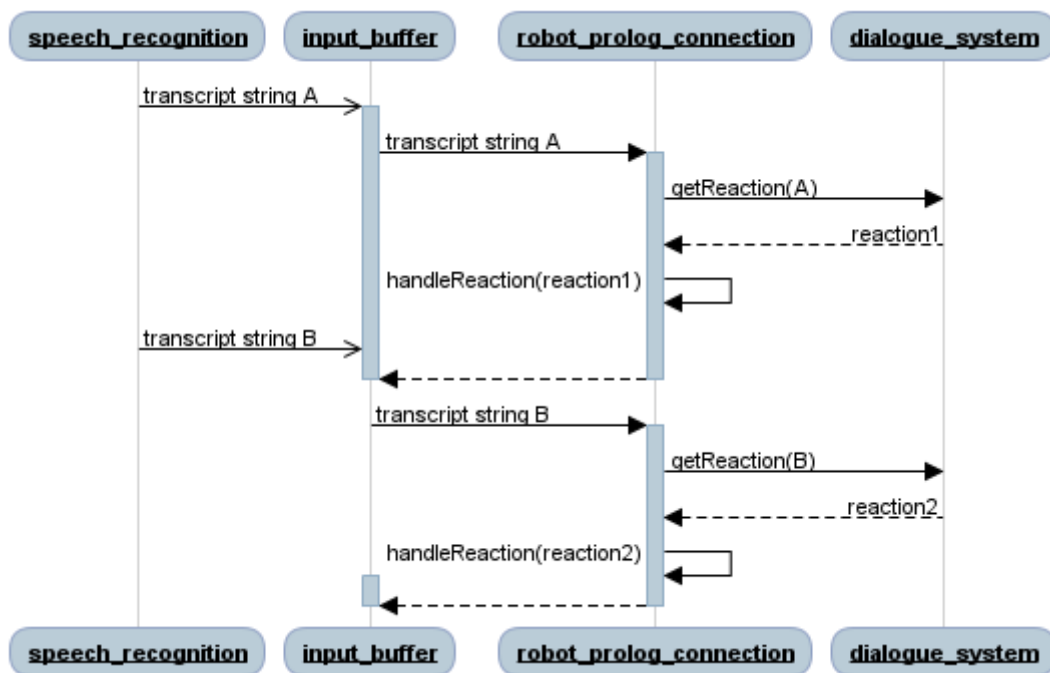 speech_recognition
input_buffer
robot_prolog_connection
dialogue_system
transcript string A
transcript string A
getReaction(A)
reaction1
handleReaction(reaction1)
transcript string B
transcript string B
getReaction(B)
reaction2
handleReaction(reaction2)
speech_recognition
input_buffer
robot_prolog_connection
dialogue_system